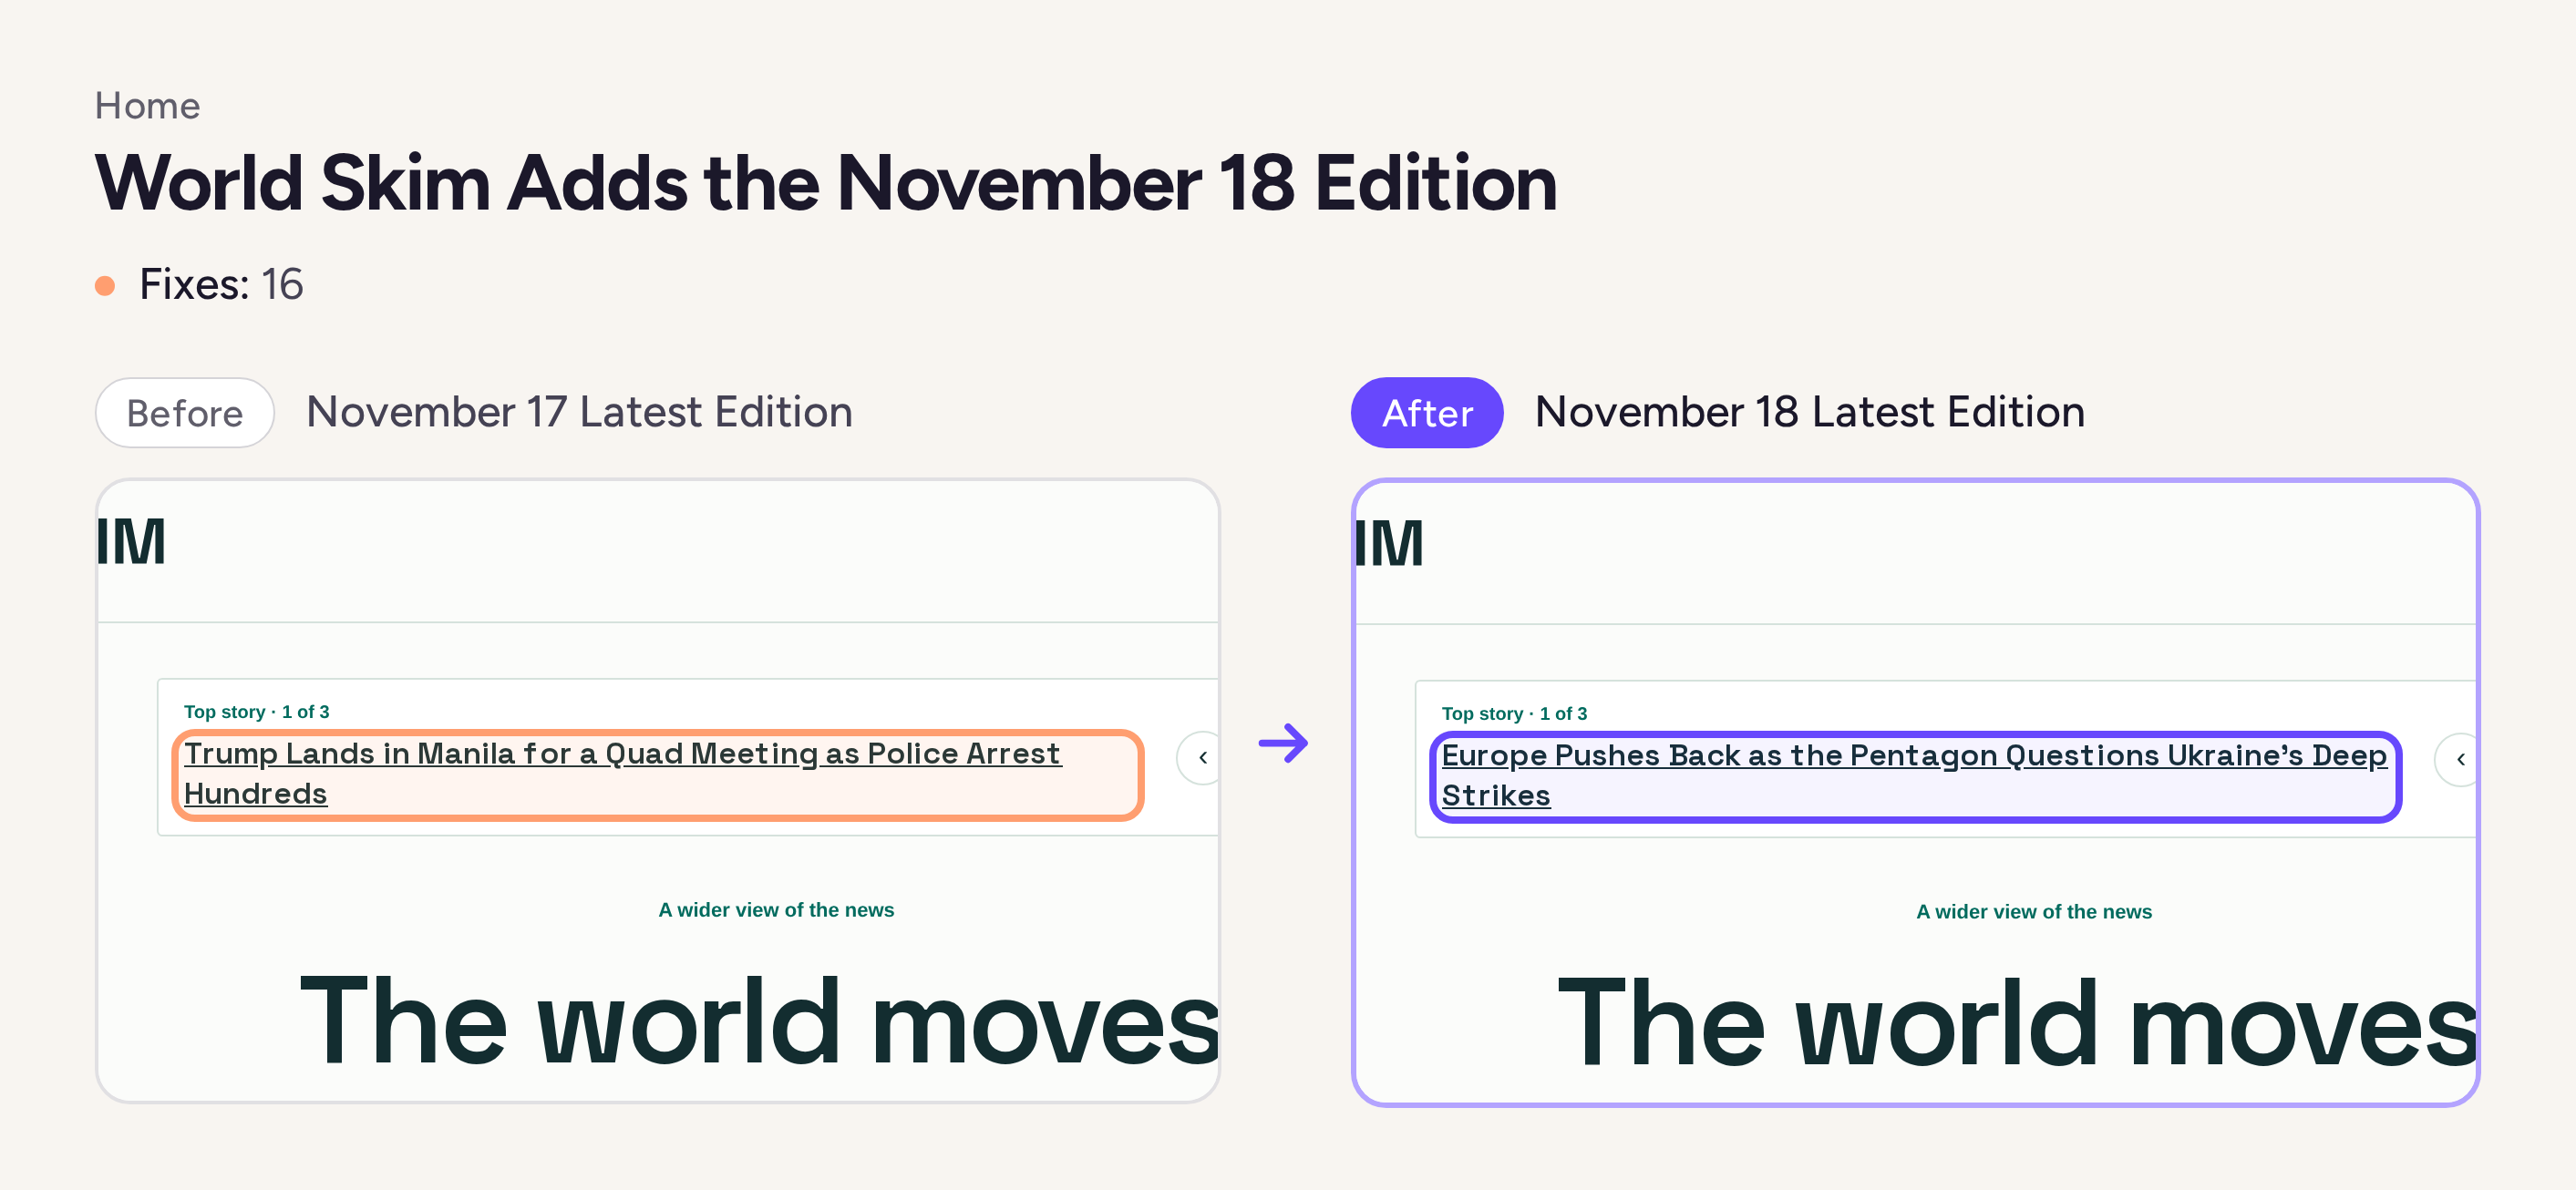 Home
World Skim Adds the November 18 Edition
Fixes: 16
Before November 17 Latest Edition
IM
Top story · 1 of 3
Trump Lands in Manila for a Quad Meeting as Police Arrest
Hundreds
A wider view of the news
The world moves
After November 18 Latest Edition
IM
Top story · 1 of 3
Europe Pushes Back as the Pentagon Questions Ukraine’s Deep
Strikes
A wider view of the news
The world moves